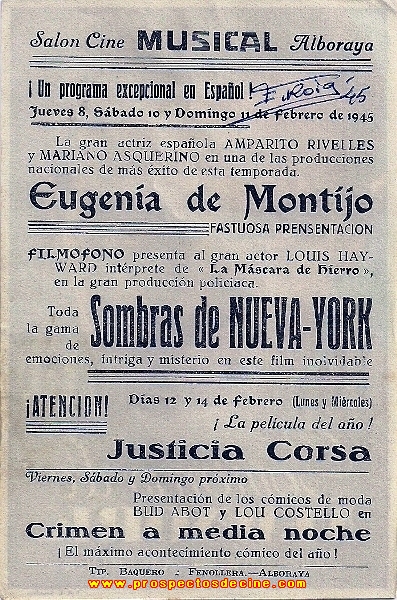 Salon Cine MUSICAL Alboraya
¡Un programa excepcional en Español!
E. Roig 45
Jueves 8, Sábado 10 y Domingo 11 de Febrero de 1945
La gran actriz española AMPARITO RIVELLES
y MARIANO ASQUERINO en una de las producciones
nacionales de más éxito de esta temporada.
Eugenia de Montijo
FASTUOSA PRENSENTACION
FILMOFONO presenta al gran actor LOUIS HAY-
WARD intérprete de « La Máscara de Hierro »,
en la gran producción policiaca.
Toda
la gama
de
Sombras de NUEVA-YORK
emociones, intriga y misterio en este film inolvidable
¡ATENCION!
Dias 12 y 14 de Febrero (Lunes y Miércoles)
¡La película del año!
Justicia Corsa
Viernes, Sábado y Domingo próximo
Presentación de los cómicos de moda
BUD ABOT y LOU COSTELLO en
Crimen a media noche
¡El máximo acontecimiento cómico del año!
TIP. BAQUERO : FENOLLERA.-ALBORAYA
www.prospectosdecine.com